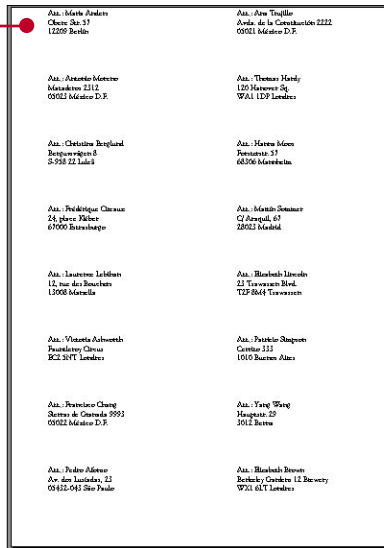 Att.: Maria Anders
Obere Str. 57
12209 Berlín
Att.: Ana Trujillo
Avda. de la Constitución 2222
05021 México D.F.
Att.: Antonio Moreno
Mataderos 2312
05023 México D.F.
Att.: Thomas Hardy
120 Hanover Sq.
WA1 1DP Londres
Att.: Christina Berglund
Berguvsvägen 8
S-958 22 Luleå
Att.: Hanna Moos
Forsterstr. 57
68306 Mannheim
Att.: Frédérique Citeaux
24, place Kléber
67000 Estrasburgo
Att.: Martín Sommer
C/ Araquil, 67
28023 Madrid
Att.: Laurence Lebihan
12, rue des Bouchers
13008 Marsella
Att.: Elizabeth Lincoln
23 Tsawassen Blvd.
T2F 8M4 Tsawassen
Att.: Victoria Ashworth
Fauntleroy Circus
EC2 5NT Londres
Att.: Patricio Simpson
Cerrito 333
1010 Buenos Aires
Att.: Francisco Chang
Sierras de Granada 9993
05022 México D.F.
Att.: Yang Wang
Hauptstr. 29
3012 Berna
Att.: Pedro Afonso
Av. dos Lusíadas, 23
05432-043 São Paulo
Att.: Elizabeth Brown
Berkeley Gardens 12 Brewery
WX1 6LT Londres